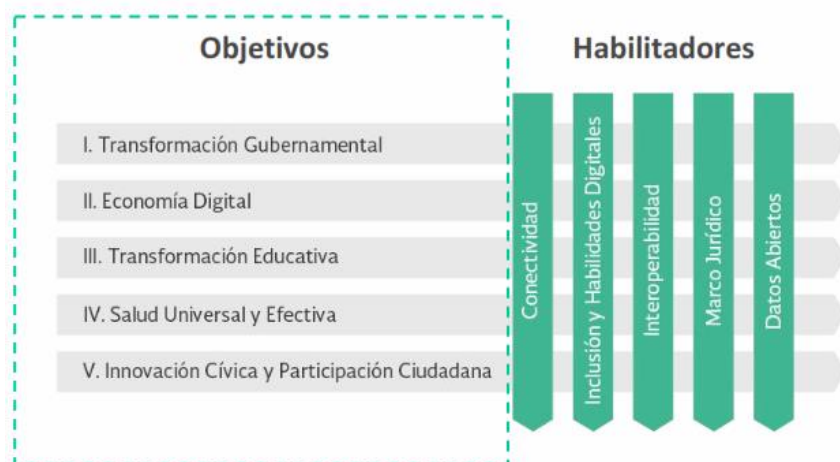 Objetivos
Habilitadores
I. Transformación Gubernamental
II. Economía Digital
III. Transformación Educativa
IV. Salud Universal y Efectiva
V. Innovación Cívica y Participación Ciudadana
Conectividad
Inclusión y Habilidades Digitales
Interoperabilidad
Marco Jurídico
Datos Abiertos